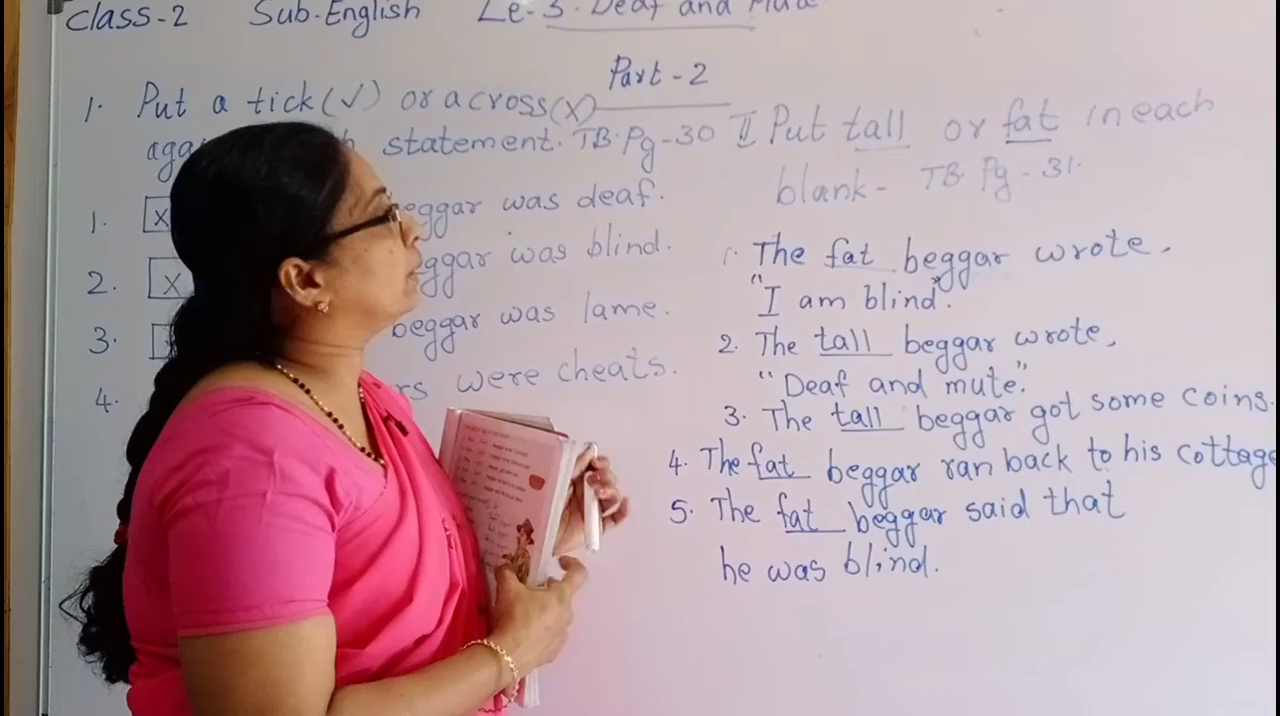 Class-2 Sub.English Le-3. Deaf and Mute
Part-2
1. Put a tick(√) or a cross(X)
statement. TB.Pg-30
1. X beggar was deaf.
2. X beggar was blind.
3. beggar was lame.
4. were cheats.
II Put tall or fat in each
blank- TB.Pg-31.
1. The fat beggar wrote,
"I am blind".
2. The tall beggar wrote,
"Deaf and mute."
3. The tall beggar got some coins.
4. The fat beggar ran back to his cottage
5. The fat beggar said that
he was blind.